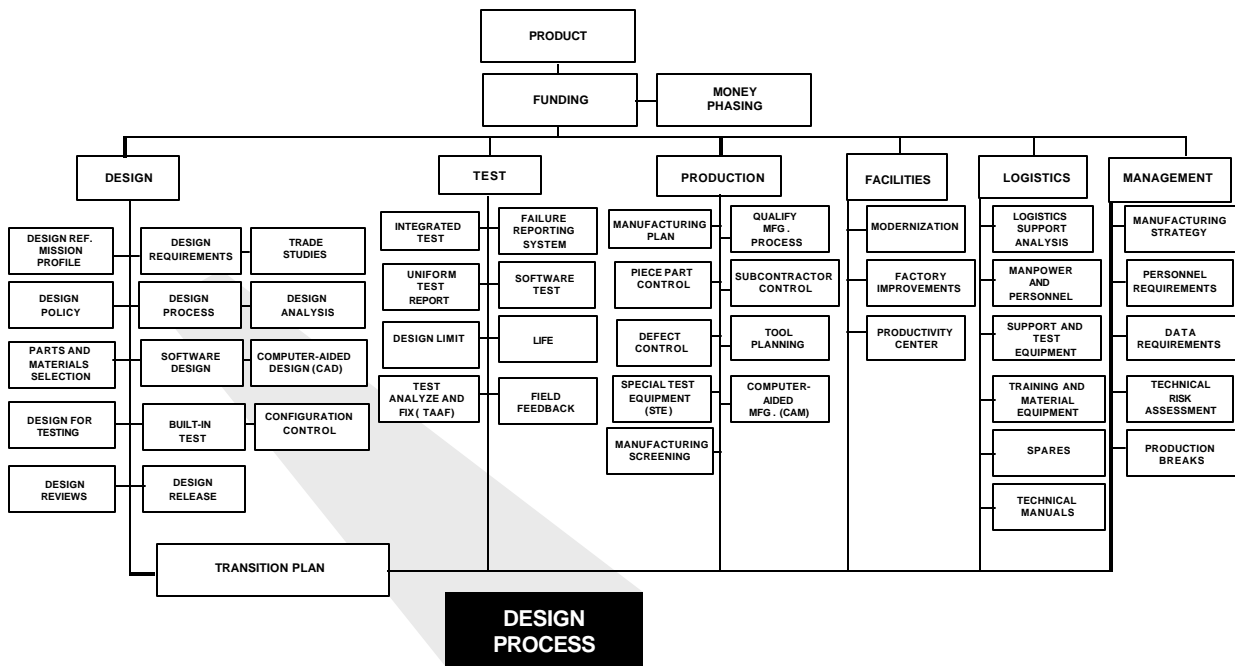 PRODUCT
FUNDING
MONEY
PHASING
DESIGN
TEST
PRODUCTION
FACILITIES
LOGISTICS
MANAGEMENT
DESIGN REF.
MISSION
PROFILE
DESIGN
REQUIREMENTS
TRADE
STUDIES
DESIGN
POLICY
DESIGN
PROCESS
DESIGN
ANALYSIS
PARTS AND
MATERIALS
SELECTION
SOFTWARE
DESIGN
COMPUTER-AIDED
DESIGN (CAD)
DESIGN FOR
TESTING
BUILT-IN
TEST
CONFIGURATION
CONTROL
DESIGN
REVIEWS
DESIGN
RELEASE
INTEGRATED
TEST
FAILURE
REPORTING
SYSTEM
UNIFORM
TEST
REPORT
SOFTWARE
TEST
DESIGN LIMIT
LIFE
TEST
ANALYZE AND
FIX ( TAAF)
FIELD
FEEDBACK
MANUFACTURING
PLAN
QUALIFY
MFG .
PROCESS
PIECE PART
CONTROL
SUBCONTRACTOR
CONTROL
DEFECT
CONTROL
TOOL
PLANNING
SPECIAL TEST
EQUIPMENT
(STE)
COMPUTER-
AIDED
MFG . (CAM)
MANUFACTURING
SCREENING
MODERNIZATION
FACTORY
IMPROVEMENTS
PRODUCTIVITY
CENTER
LOGISTICS
SUPPORT
ANALYSIS
MANPOWER
AND
PERSONNEL
SUPPORT AND
TEST
EQUIPMENT
TRAINING AND
MATERIAL
EQUIPMENT
SPARES
TECHNICAL
MANUALS
MANUFACTURING
STRATEGY
PERSONNEL
REQUIREMENTS
DATA
REQUIREMENTS
TECHNICAL
RISK
ASSESSMENT
PRODUCTION
BREAKS
TRANSITION PLAN
DESIGN
PROCESS